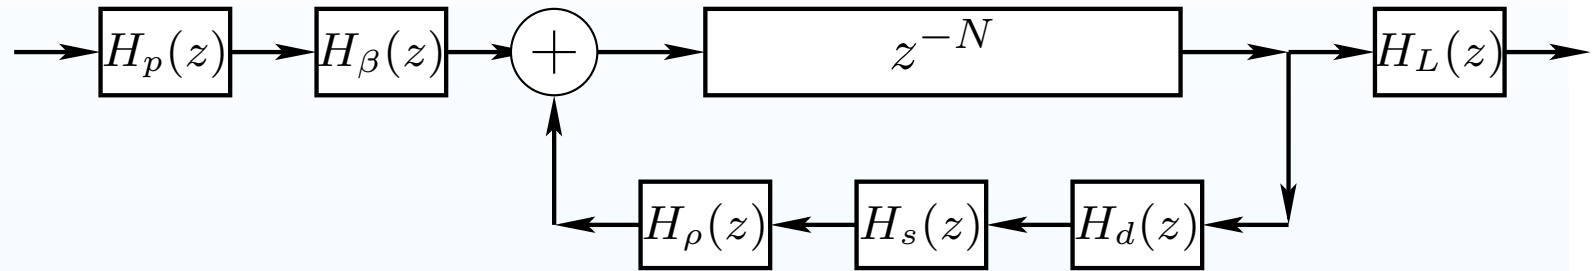 H_p(z) H_β(z) + z^{-N} H_L(z)
H_ρ(z) H_s(z) H_d(z)